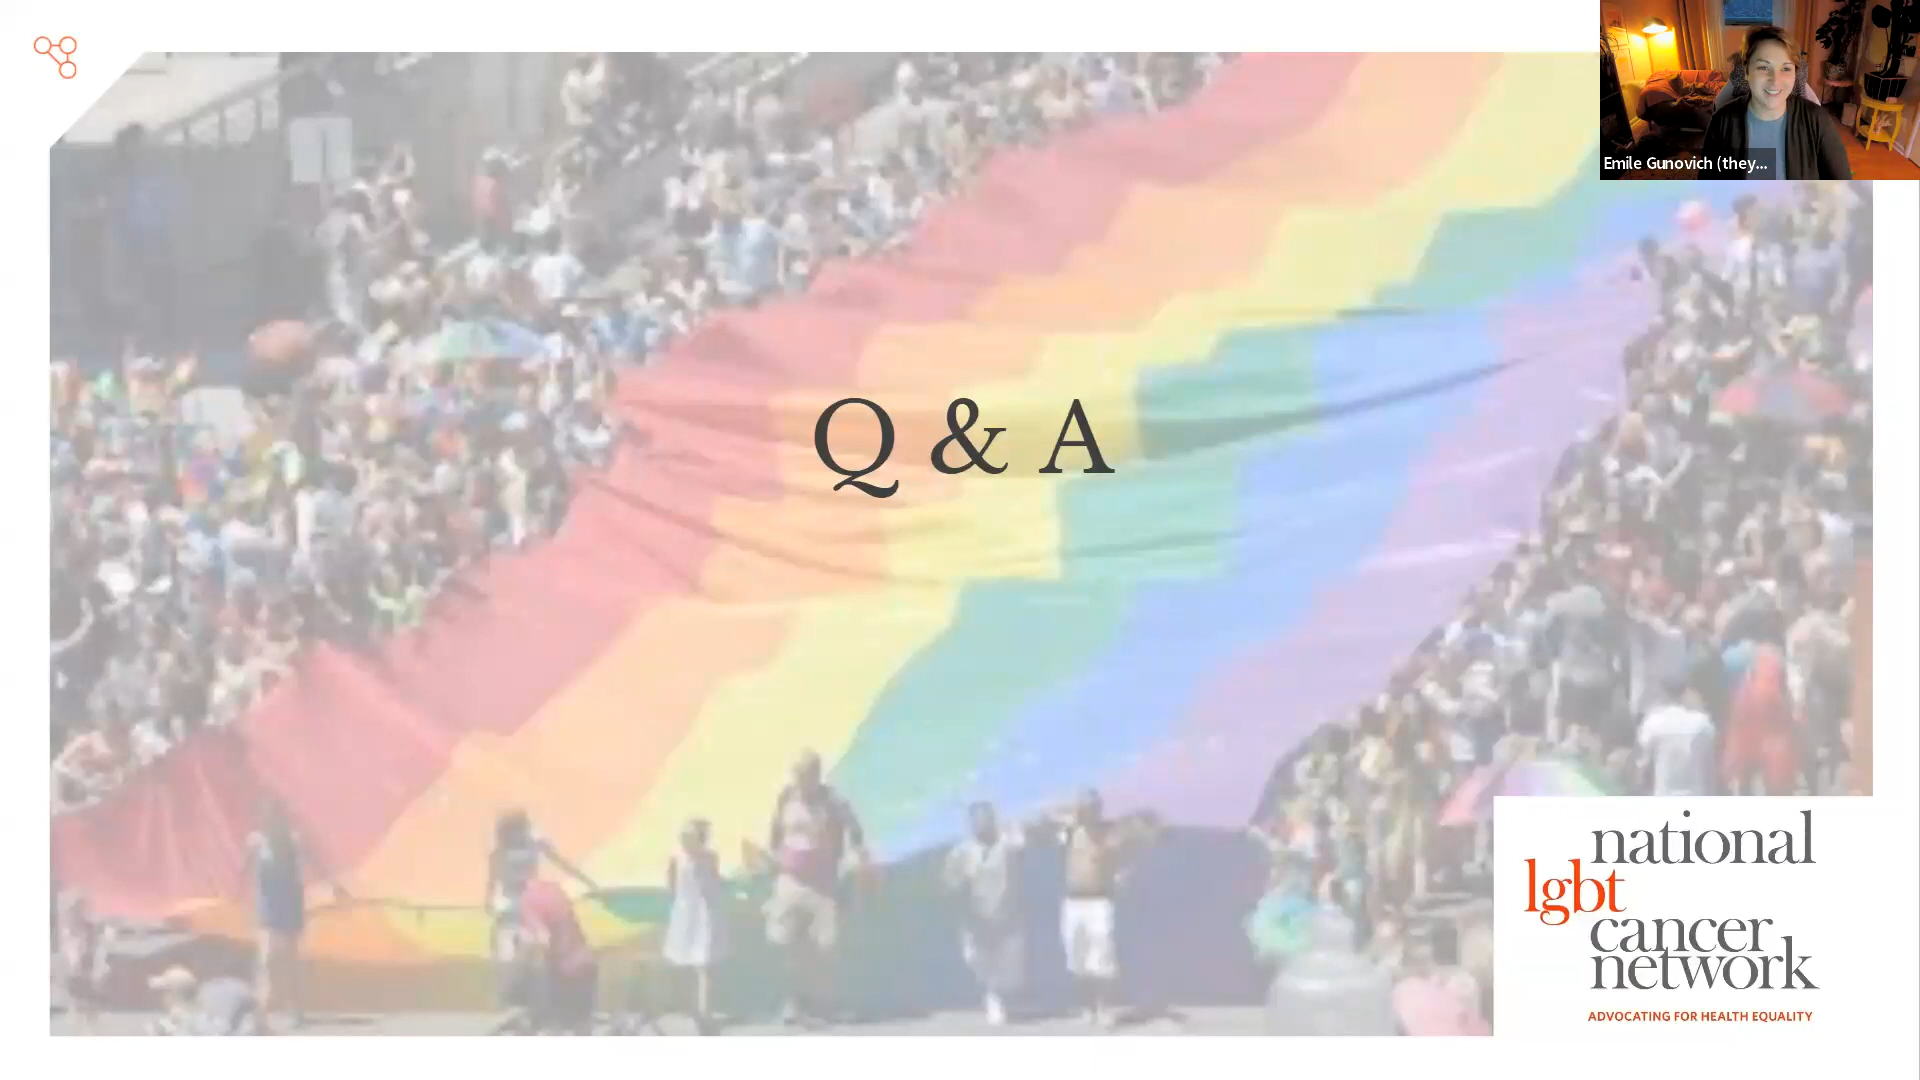 Emile Gunovich (they...
Q & A
national
lgbt
cancer
network
ADVOCATING FOR HEALTH EQUALITY